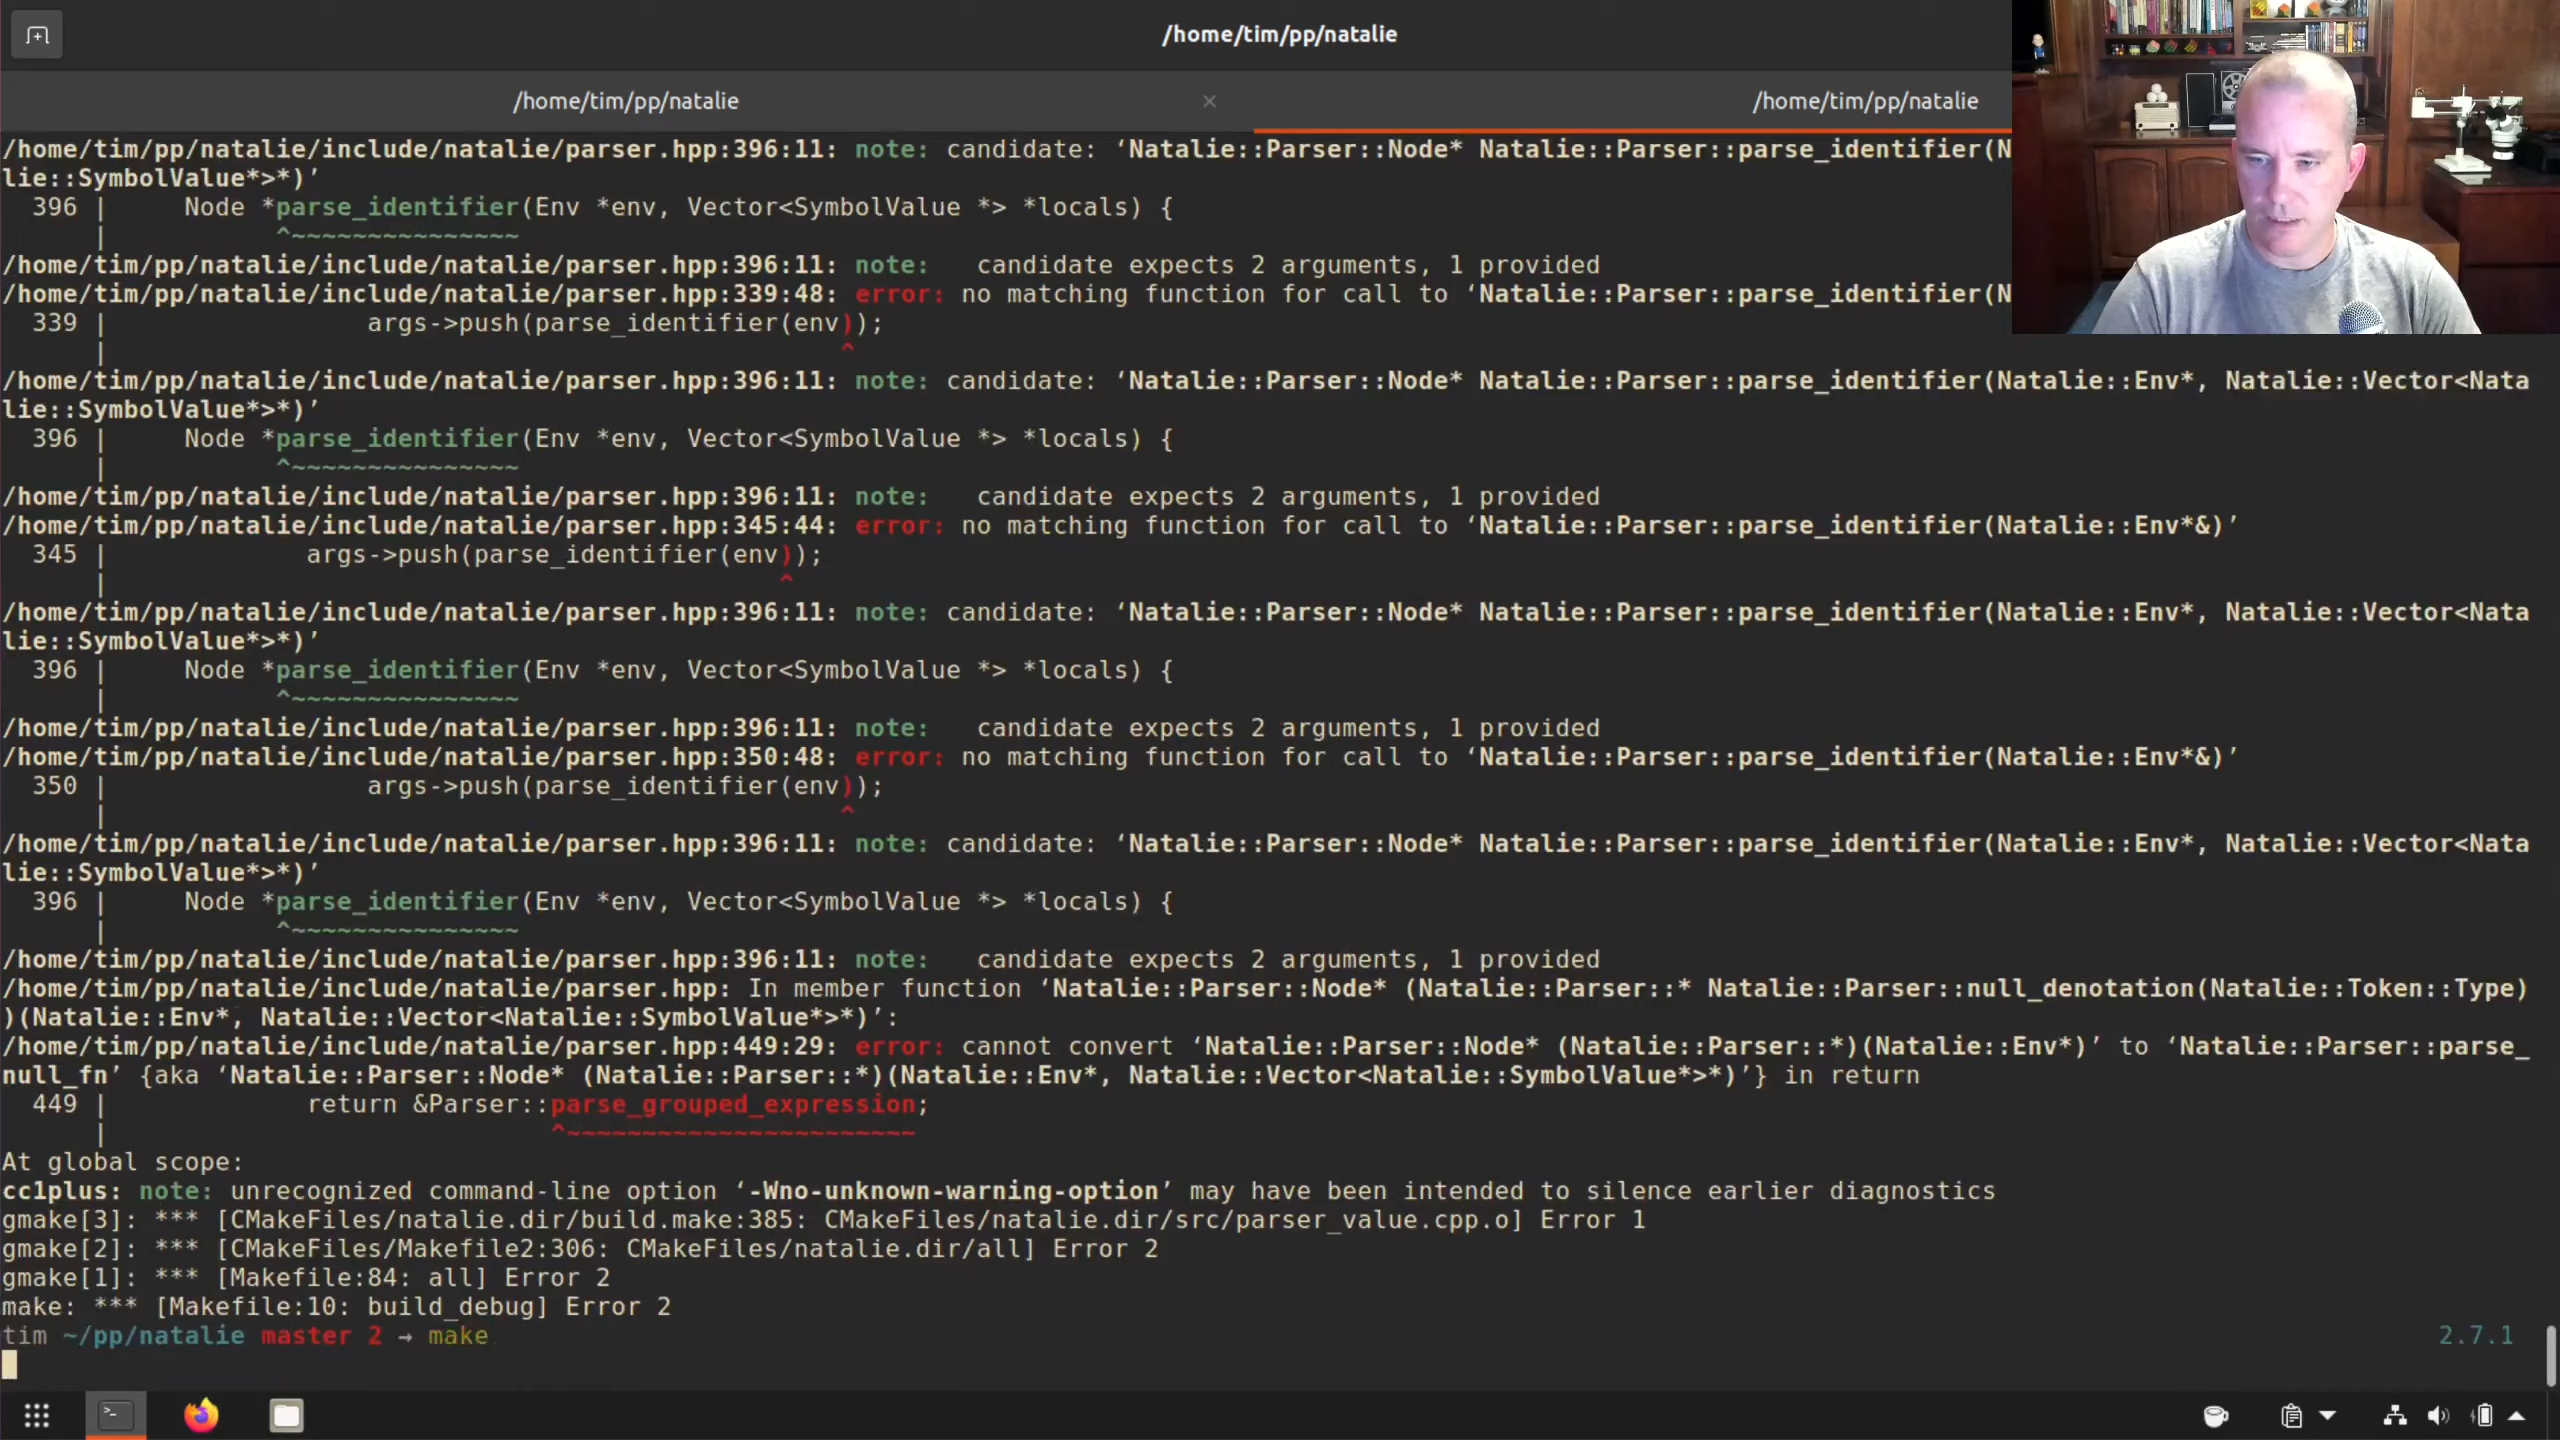 /home/tim/pp/natalie
/home/tim/pp/natalie × /home/tim/pp/natalie
/home/tim/pp/natalie/include/natalie/parser.hpp:396:11: note: candidate: ‘Natalie::Parser::Node* Natalie::Parser::parse_identifier(N
lie::SymbolValue*>*)’
396 | Node *parse_identifier(Env *env, Vector<SymbolValue *> *locals) {
| ^~~~~~~~~~~~~~~~
/home/tim/pp/natalie/include/natalie/parser.hpp:396:11: note: candidate expects 2 arguments, 1 provided
/home/tim/pp/natalie/include/natalie/parser.hpp:339:48: error: no matching function for call to ‘Natalie::Parser::parse_identifier(N
339 | args->push(parse_identifier(env));
| ^
/home/tim/pp/natalie/include/natalie/parser.hpp:396:11: note: candidate: ‘Natalie::Parser::Node* Natalie::Parser::parse_identifier(Natalie::Env*, Natalie::Vector<Nata
lie::SymbolValue*>*)’
396 | Node *parse_identifier(Env *env, Vector<SymbolValue *> *locals) {
| ^~~~~~~~~~~~~~~~
/home/tim/pp/natalie/include/natalie/parser.hpp:396:11: note: candidate expects 2 arguments, 1 provided
/home/tim/pp/natalie/include/natalie/parser.hpp:345:44: error: no matching function for call to ‘Natalie::Parser::parse_identifier(Natalie::Env*&)’
345 | args->push(parse_identifier(env));
| ^
/home/tim/pp/natalie/include/natalie/parser.hpp:396:11: note: candidate: ‘Natalie::Parser::Node* Natalie::Parser::parse_identifier(Natalie::Env*, Natalie::Vector<Nata
lie::SymbolValue*>*)’
396 | Node *parse_identifier(Env *env, Vector<SymbolValue *> *locals) {
| ^~~~~~~~~~~~~~~~
/home/tim/pp/natalie/include/natalie/parser.hpp:396:11: note: candidate expects 2 arguments, 1 provided
/home/tim/pp/natalie/include/natalie/parser.hpp:350:48: error: no matching function for call to ‘Natalie::Parser::parse_identifier(Natalie::Env*&)’
350 | args->push(parse_identifier(env));
| ^
/home/tim/pp/natalie/include/natalie/parser.hpp:396:11: note: candidate: ‘Natalie::Parser::Node* Natalie::Parser::parse_identifier(Natalie::Env*, Natalie::Vector<Nata
lie::SymbolValue*>*)’
396 | Node *parse_identifier(Env *env, Vector<SymbolValue *> *locals) {
| ^~~~~~~~~~~~~~~~
/home/tim/pp/natalie/include/natalie/parser.hpp:396:11: note: candidate expects 2 arguments, 1 provided
/home/tim/pp/natalie/include/natalie/parser.hpp: In member function ‘Natalie::Parser::Node* (Natalie::Parser::* Natalie::Parser::null_denotation(Natalie::Token::Type)
)(Natalie::Env*, Natalie::Vector<Natalie::SymbolValue*>*)’:
/home/tim/pp/natalie/include/natalie/parser.hpp:449:29: error: cannot convert ‘Natalie::Parser::Node* (Natalie::Parser::*)(Natalie::Env*)’ to ‘Natalie::Parser::parse_
null_fn’ {aka ‘Natalie::Parser::Node* (Natalie::Parser::*)(Natalie::Env*, Natalie::Vector<Natalie::SymbolValue*>*)’} in return
449 | return &Parser::parse_grouped_expression;
| ^~~~~~~~~~~~~~~~~~~~~~~~
At global scope:
cc1plus: note: unrecognized command-line option ‘-Wno-unknown-warning-option’ may have been intended to silence earlier diagnostics
gmake[3]: *** [CMakeFiles/natalie.dir/build.make:385: CMakeFiles/natalie.dir/src/parser_value.cpp.o] Error 1
gmake[2]: *** [CMakeFiles/Makefile2:306: CMakeFiles/natalie.dir/all] Error 2
gmake[1]: *** [Makefile:84: all] Error 2
make: *** [Makefile:10: build_debug] Error 2
tim ~/pp/natalie master 2 → make 2.7.1